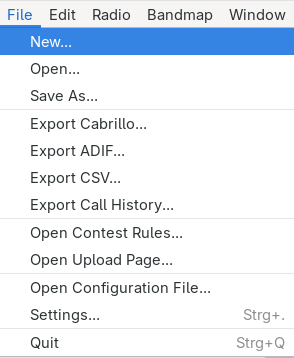 File Edit Radio Bandmap Window
New...
Open...
Save As...
Export Cabrillo...
Export ADIF...
Export CSV...
Export Call History...
Open Contest Rules...
Open Upload Page...
Open Configuration File...
Settings... Strg+.
Quit Strg+Q